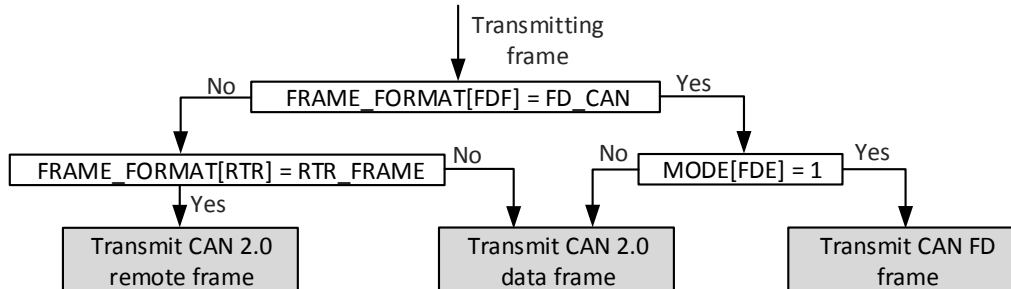 Transmitting
frame
No
FRAME_FORMAT[FDF] = FD_CAN
Yes
FRAME_FORMAT[RTR] = RTR_FRAME
No
No
MODE[FDE] = 1
Yes
Yes
Transmit CAN 2.0
remote frame
Transmit CAN 2.0
data frame
Transmit CAN FD
frame